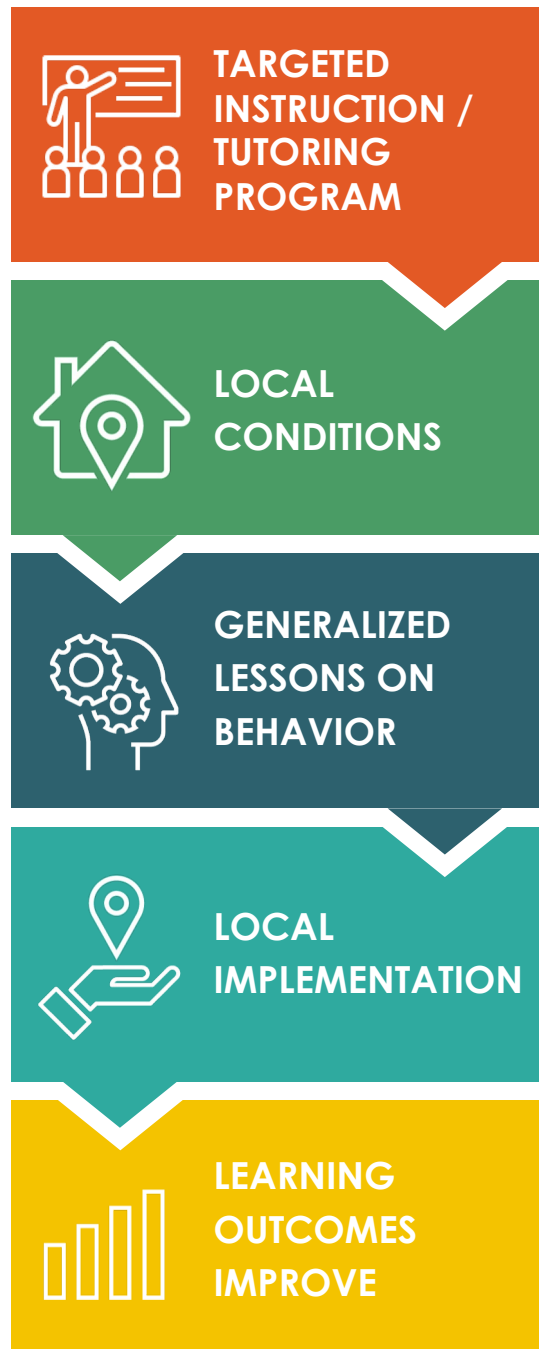 TARGETED
INSTRUCTION /
TUTORING
PROGRAM
LOCAL
CONDITIONS
GENERALIZED
LESSONS ON
BEHAVIOR
LOCAL
IMPLEMENTATION
LEARNING
OUTCOMES
IMPROVE